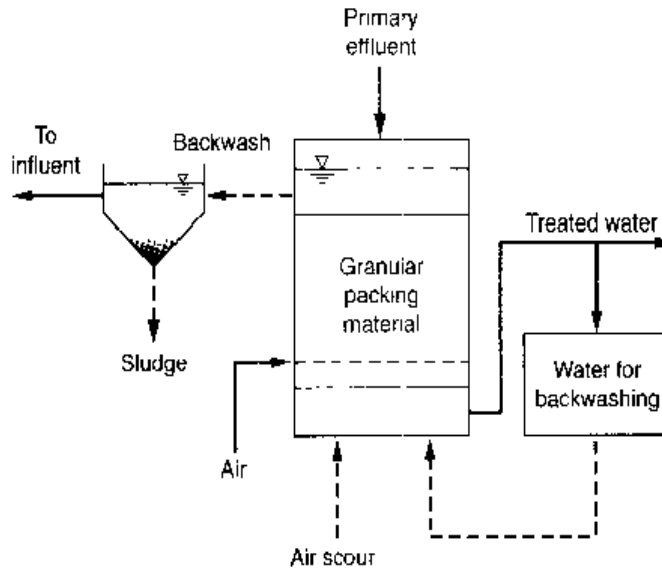 Primary
effluent
To
influent
Backwash
Treated water
Granular
packing
material
Sludge
Water for
backwashing
Air
Air scour